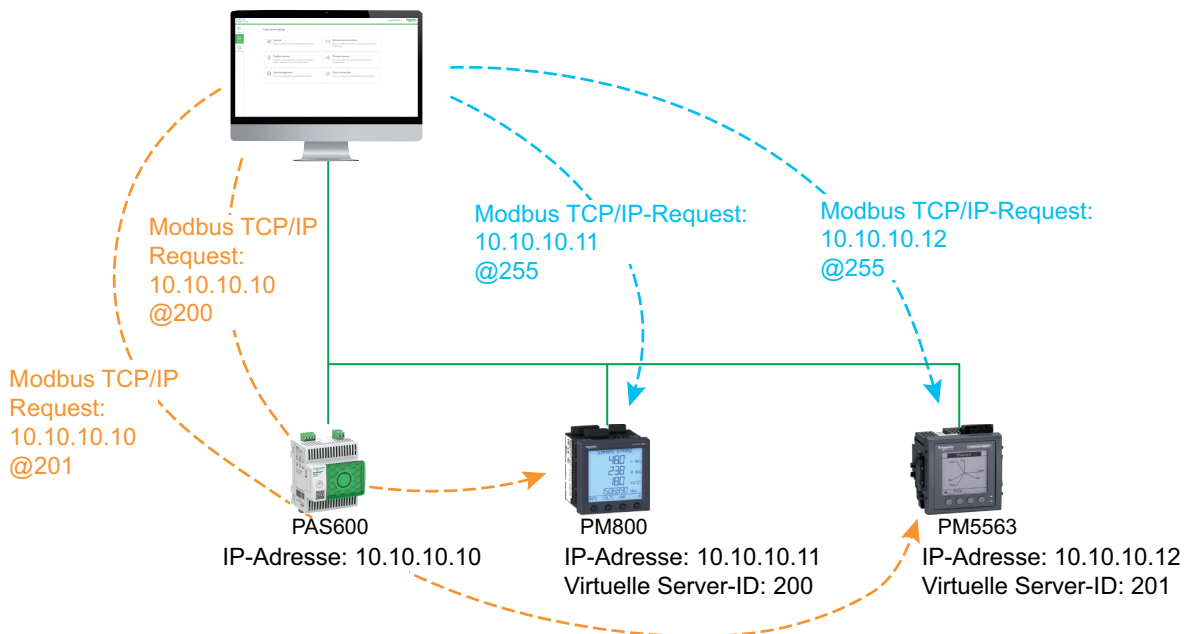 Modbus TCP/IP
Request:
10.10.10.10
@200
Modbus TCP/IP-Request:
10.10.10.11
@255
Modbus TCP/IP-Request:
10.10.10.12
@255
Modbus TCP/IP
Request:
10.10.10.10
@201
PAS600
IP-Adresse: 10.10.10.10
PM800
IP-Adresse: 10.10.10.11
Virtuelle Server-ID: 200
PM5563
IP-Adresse: 10.10.10.12
Virtuelle Server-ID: 201